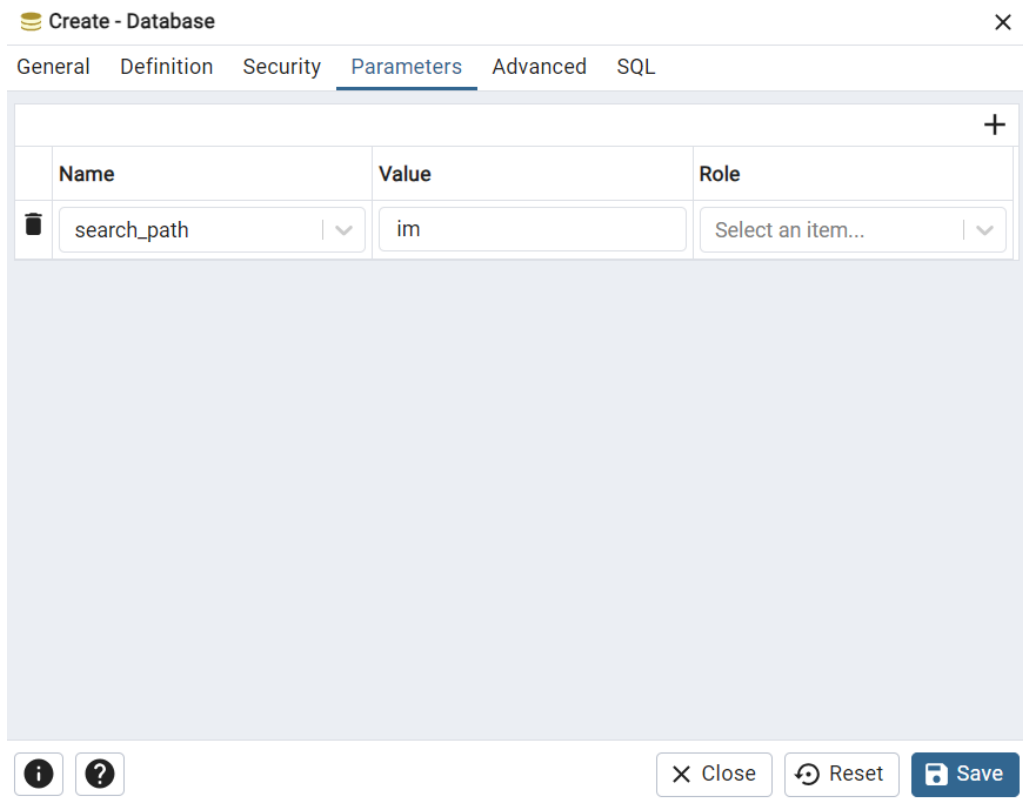 Create - Database
General Definition Security Parameters Advanced SQL
Name Value Role
search_path im Select an item...
Close Reset Save